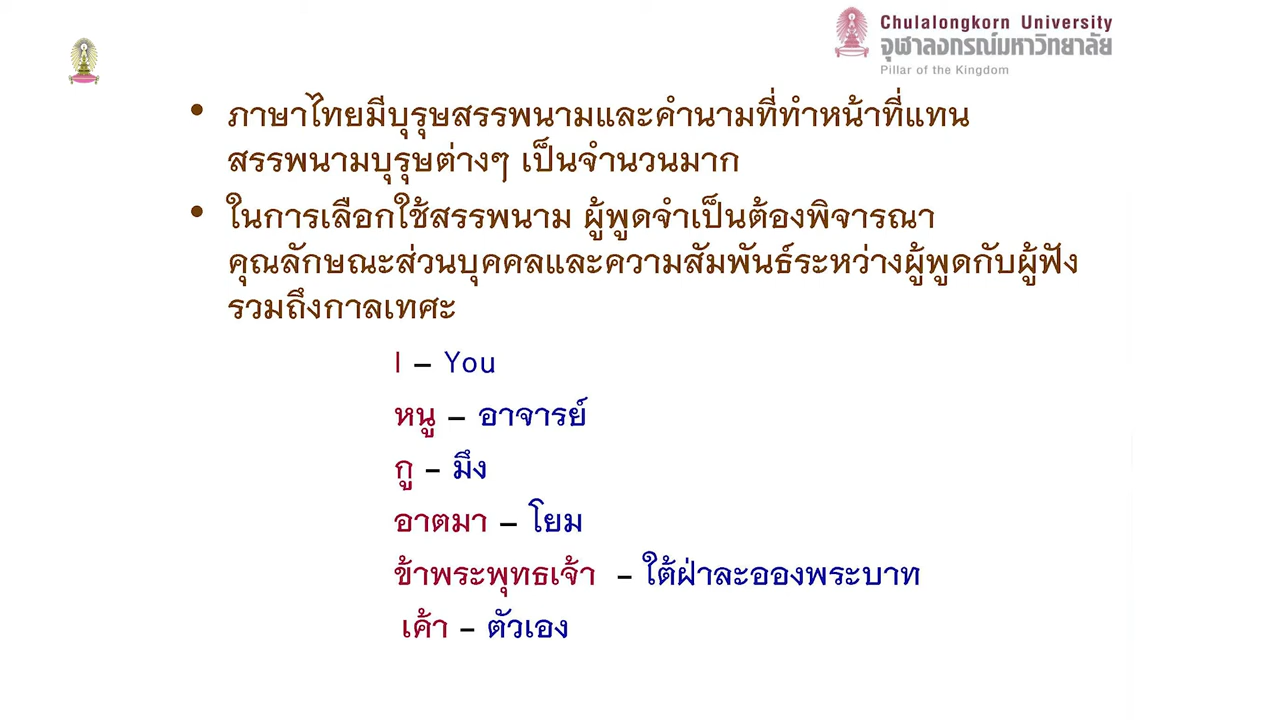 Chulalongkorn University
จุฬาลงกรณ์มหาวิทยาลัย
Pillar of the Kingdom
• ภาษาไทยมีบุรุษสรรพนามและคำนามที่ทำหน้าที่แทน
สรรพนามบุรุษต่างๆ เป็นจำนวนมาก
• ในการเลือกใช้สรรพนาม ผู้พูดจำเป็นต้องพิจารณา
คุณลักษณะส่วนบุคคลและความสัมพันธ์ระหว่างผู้พูดกับผู้ฟัง
รวมถึงกาลเทศะ
I – You
หนู – อาจารย์
กู – มึง
อาตมา – โยม
ข้าพระพุทธเจ้า – ใต้ฝ่าละอองพระบาท
เค้า – ตัวเอง